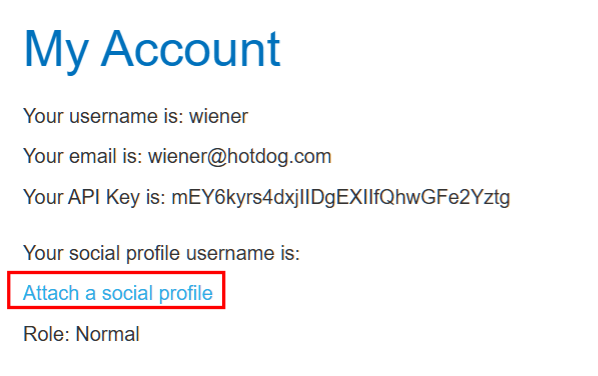 My Account
Your username is: wiener
Your email is: wiener@hotdog.com
Your API Key is: mEY6kyrs4dxjIIDgEXIIfQhwGFe2Yztg
Your social profile username is:
Attach a social profile
Role: Normal